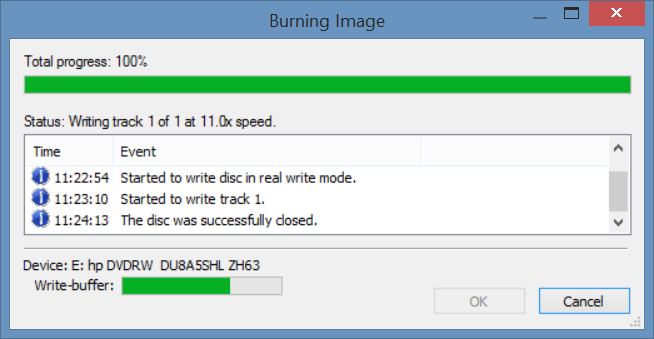 Burning Image
Total progress: 100%
Status: Writing track 1 of 1 at 11.0x speed.
Time Event
11:22:54 Started to write disc in real write mode.
11:23:10 Started to write track 1.
11:24:13 The disc was successfully closed.
Device: E: hp DVDRW DU8A5SHL ZH63
Write-buffer:
OK Cancel